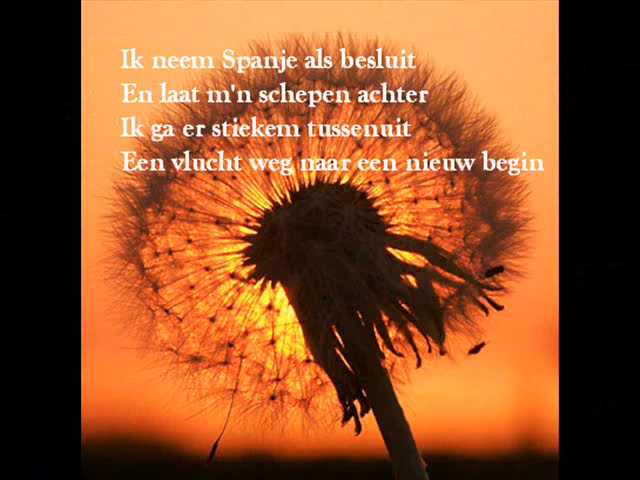 Ik neem Spanje als besluit
En laat m'n schepen achter
Ik ga er stiekem tussenuit
Een vlucht weg naar een nieuw begin